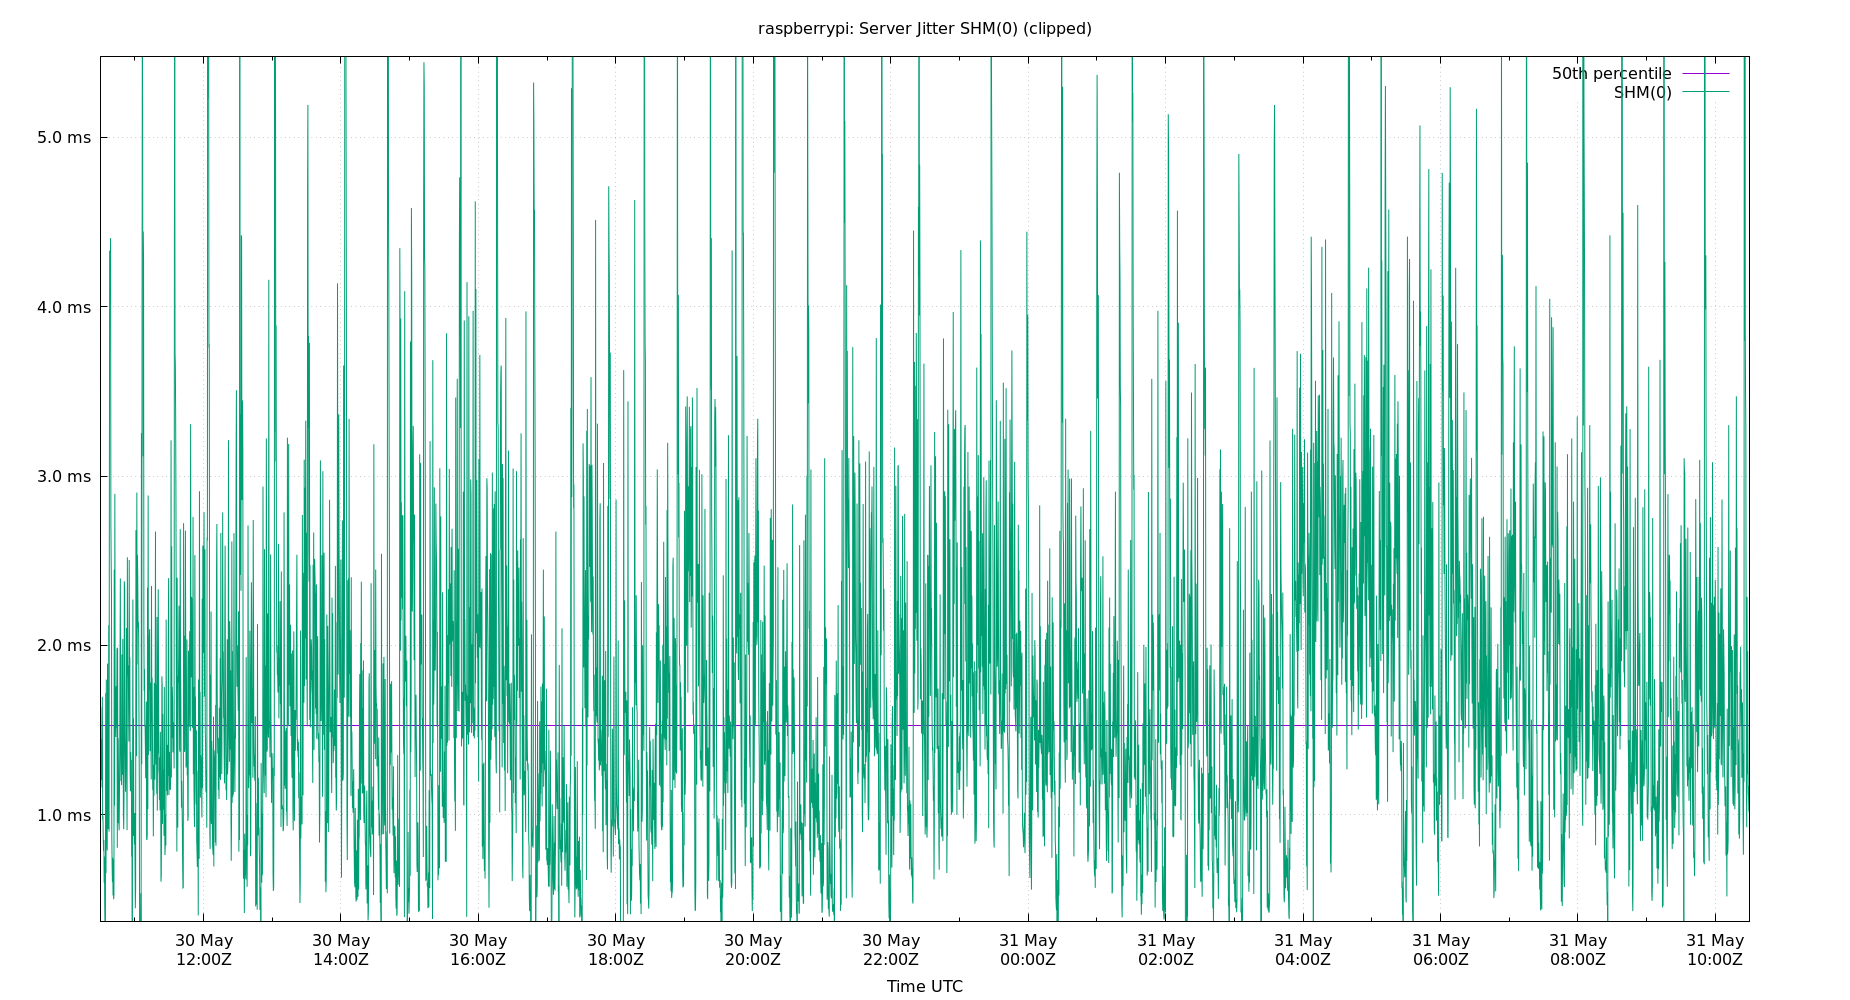 raspberrypi: Server Jitter SHM(0) (clipped)
50th percentile
SHM(0)
5.0 ms
4.0 ms
3.0 ms
2.0 ms
1.0 ms
30 May 30 May 30 May 30 May 30 May 30 May 31 May 31 May 31 May 31 May 31 May 31 May
12:00Z 14:00Z 16:00Z 18:00Z 20:00Z 22:00Z 00:00Z 02:00Z 04:00Z 06:00Z 08:00Z 10:00Z
Time UTC